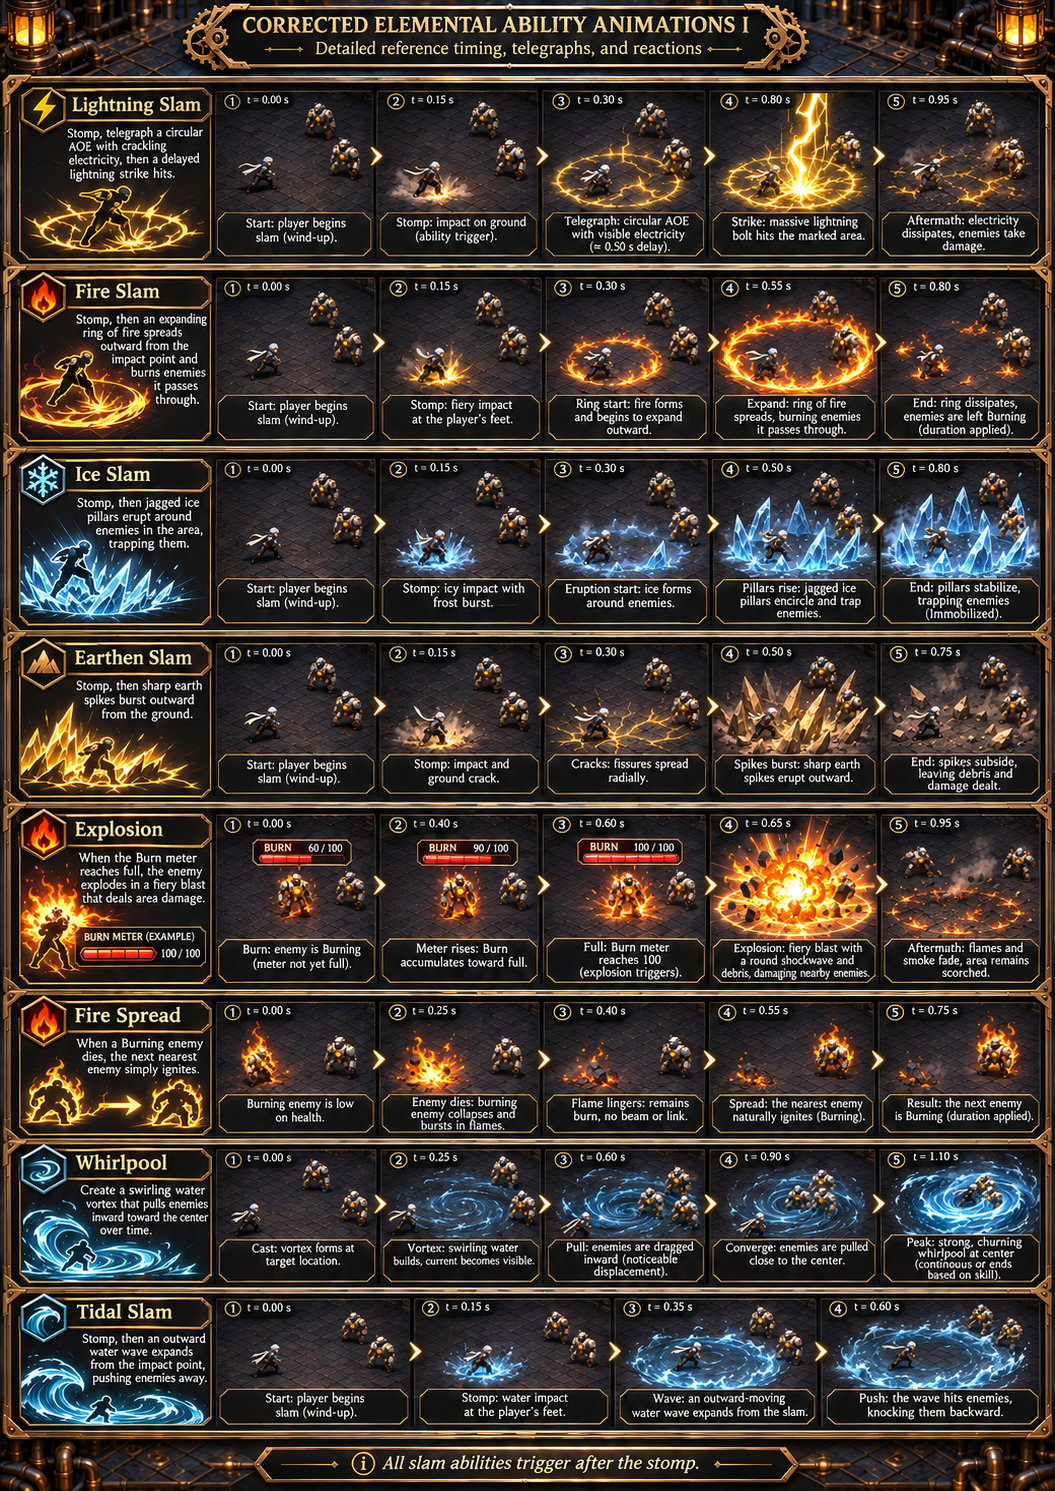 CORRECTED ELEMENTAL ABILITY ANIMATIONS I
Detailed reference timing, telegraphs, and reactions
Lightning Slam
Stomp, telegraph a circular
AOE with crackling
electricity, then a delayed
lightning strike hits.
1 t = 0.00 s
Start: player begins
slam (wind-up).
2 t = 0.15 s
Stomp: impact on ground
(ability trigger).
3 t = 0.30 s
Telegraph: circular AOE
with visible electricity
(≈ 0.50 s delay).
4 t = 0.80 s
Strike: massive lightning
bolt hits the marked area.
5 t = 0.95 s
Aftermath: electricity
dissipates, enemies take
damage.
Fire Slam
Stomp, then an expanding
ring of fire spreads
outward from the
impact point and
burns enemies
it passes
through.
1 t = 0.00 s
Start: player begins
slam (wind-up).
2 t = 0.15 s
Stomp: fiery impact
at the player's feet.
3 t = 0.30 s
Ring start: fire forms
and begins to expand
outward.
4 t = 0.55 s
Expand: ring of fire
spreads, burning enemies
it passes through.
5 t = 0.80 s
End: ring dissipates,
enemies are left Burning
(duration applied).
Ice Slam
Stomp, then jagged ice
pillars erupt around
enemies in the area,
trapping them.
1 t = 0.00 s
Start: player begins
slam (wind-up).
2 t = 0.15 s
Stomp: icy impact with
frost burst.
3 t = 0.30 s
Eruption start: ice forms
around enemies.
4 t = 0.50 s
Pillars rise: jagged ice
pillars encircle and trap
enemies.
5 t = 0.80 s
End: pillars stabilize,
trapping enemies
(Immobilized).
Earthen Slam
Stomp, then sharp earth
spikes burst outward
from the ground.
1 t = 0.00 s
Start: player begins
slam (wind-up).
2 t = 0.15 s
Stomp: impact and
ground crack.
3 t = 0.30 s
Cracks: fissures spread
radially.
4 t = 0.50 s
Spikes burst: sharp earth
spikes erupt outward.
5 t = 0.75 s
End: spikes subside,
leaving debris and
damage dealt.
Explosion
When the Burn meter
reaches full, the enemy
explodes in a fiery blast
that deals area damage.
BURN METER (EXAMPLE)
100 / 100
1 t = 0.00 s
BURN 60 / 100
Burn: enemy is Burning
(meter not yet full).
2 t = 0.40 s
BURN 90 / 100
Meter rises: Burn
accumulates toward full.
3 t = 0.60 s
BURN 100 / 100
Full: Burn meter
reaches 100
(explosion triggers).
4 t = 0.65 s
Explosion: fiery blast with
a round shockwave and
debris, damaging nearby enemies.
5 t = 0.95 s
Aftermath: flames and
smoke fade, area remains
scorched.
Fire Spread
When a Burning enemy
dies, the next nearest
enemy simply ignites.
1 t = 0.00 s
Burning enemy is low
on health.
2 t = 0.25 s
Enemy dies: burning
enemy collapses and
bursts in flames.
3 t = 0.40 s
Flame lingers: remains
burn, no beam or link.
4 t = 0.55 s
Spread: the nearest enemy
naturally ignites (Burning).
5 t = 0.75 s
Result: the next enemy
is Burning (duration applied).
Whirlpool
Create a swirling water
vortex that pulls enemies
inward toward the center
over time.
1 t = 0.00 s
Cast: vortex forms at
target location.
2 t = 0.25 s
Vortex: swirling water
builds, current becomes visible.
3 t = 0.60 s
Pull: enemies are dragged
inward (noticeable
displacement).
4 t = 0.90 s
Converge: enemies are pulled
close to the center.
5 t = 1.10 s
Peak: strong, churning
whirlpool at center
(continuous or ends
based on skill).
Tidal Slam
Stomp, then an outward
water wave expands
from the impact point,
pushing enemies away.
1 t = 0.00 s
Start: player begins
slam (wind-up).
2 t = 0.15 s
Stomp: water impact
at the player's feet.
3 t = 0.35 s
Wave: an outward-moving
water wave expands from the slam.
4 t = 0.60 s
Push: the wave hits enemies,
knocking them backward.
i All slam abilities trigger after the stomp.